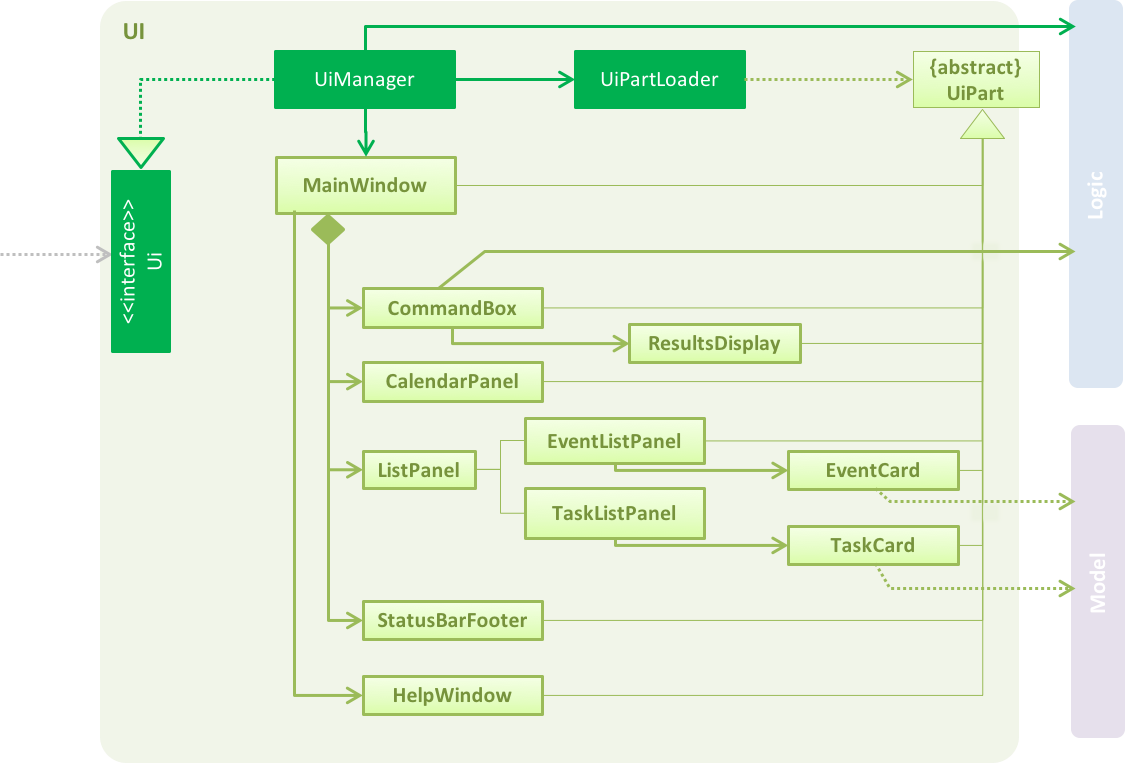 UI
UiManager
UiPartLoader
{abstract}
UiPart
MainWindow
Logic
<<interface>>
Ui
CommandBox
ResultsDisplay
CalendarPanel
EventListPanel
ListPanel
EventCard
TaskListPanel
TaskCard
Model
StatusBarFooter
HelpWindow